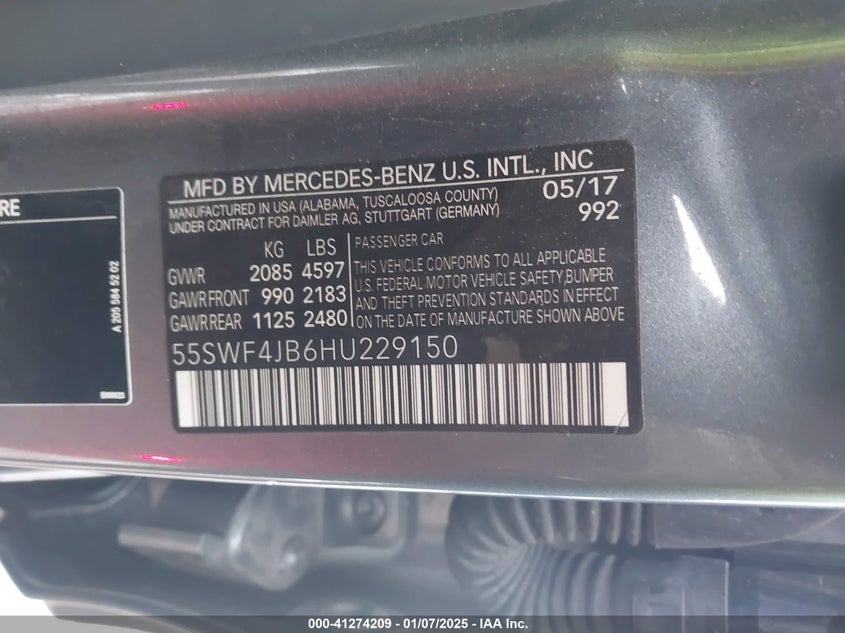 RE
A 205 584 52 02
MFD BY MERCEDES-BENZ U.S. INTL., INC
MANUFACTURED IN USA (ALABAMA, TUSCALOOSA COUNTY)
UNDER CONTRACT FOR DAIMLER AG, STUTTGART (GERMANY)
05/17
992
KG LBS
GVWR 2085 4597
GAWR FRONT 990 2183
GAWR REAR 1125 2480
PASSENGER CAR
THIS VEHICLE CONFORMS TO ALL APPLICABLE
U.S. FEDERAL MOTOR VEHICLE SAFETY,BUMPER
AND THEFT PREVENTION STANDARDS IN EFFECT
ON THE DATE OF MANUFACTURE SHOWN ABOVE
55SWF4JB6HU229150
000-41274209 - 01/07/2025 - IAA Inc.